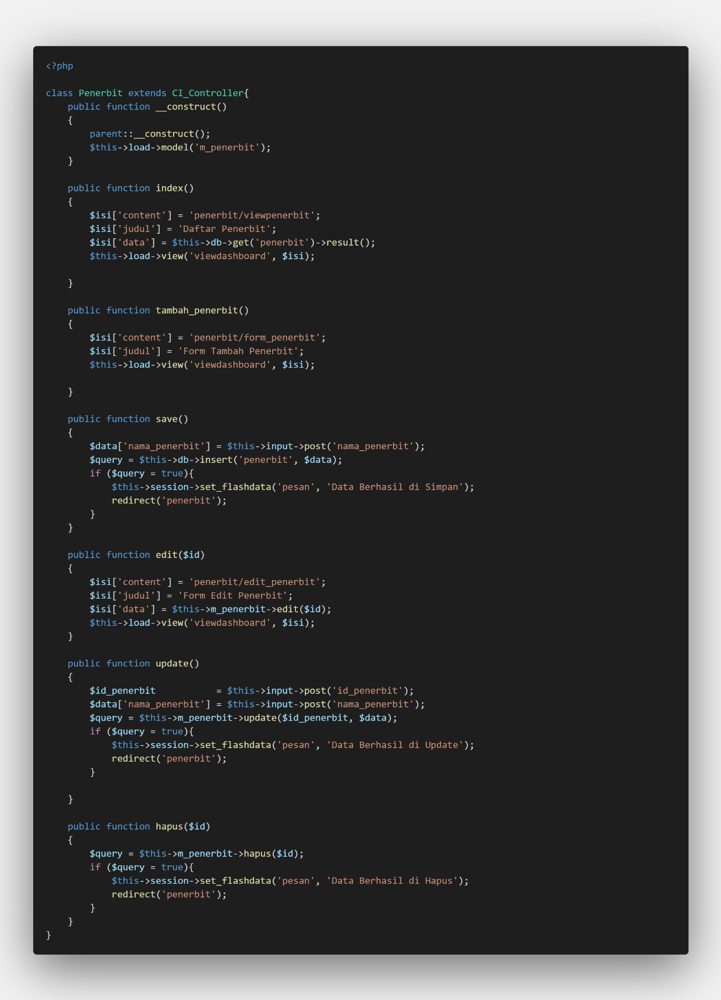 <?php
class Penerbit extends CI_Controller{
    public function __construct()
    {
        parent::__construct();
        $this->load->model('m_penerbit');
    }

    public function index()
    {
        $isi['content'] = 'penerbit/viewpenerbit';
        $isi['judul'] = 'Daftar Penerbit';
        $isi['data'] = $this->db->get('penerbit')->result();
        $this->load->view('viewdashboard', $isi);

    }

    public function tambah_penerbit()
    {
        $isi['content'] = 'penerbit/form_penerbit';
        $isi['judul'] = 'Form Tambah Penerbit';
        $this->load->view('viewdashboard', $isi);

    }

    public function save()
    {
        $data['nama_penerbit'] = $this->input->post('nama_penerbit');
        $query = $this->db->insert('penerbit', $data);
        if ($query = true){
            $this->session->set_flashdata('pesan', 'Data Berhasil di Simpan');
            redirect('penerbit');
        }
    }

    public function edit($id)
    {
        $isi['content'] = 'penerbit/edit_penerbit';
        $isi['judul'] = 'Form Edit Penerbit';
        $isi['data'] = $this->m_penerbit->edit($id);
        $this->load->view('viewdashboard', $isi);
    }

    public function update()
    {
        $id_penerbit           = $this->input->post('id_penerbit');
        $data['nama_penerbit'] = $this->input->post('nama_penerbit');
        $query = $this->m_penerbit->update($id_penerbit, $data);
        if ($query = true){
            $this->session->set_flashdata('pesan', 'Data Berhasil di Update');
            redirect('penerbit');
        }

    }

    public function hapus($id)
    {
        $query = $this->m_penerbit->hapus($id);
        if ($query = true){
            $this->session->set_flashdata('pesan', 'Data Berhasil di Hapus');
            redirect('penerbit');
        }
    }
}